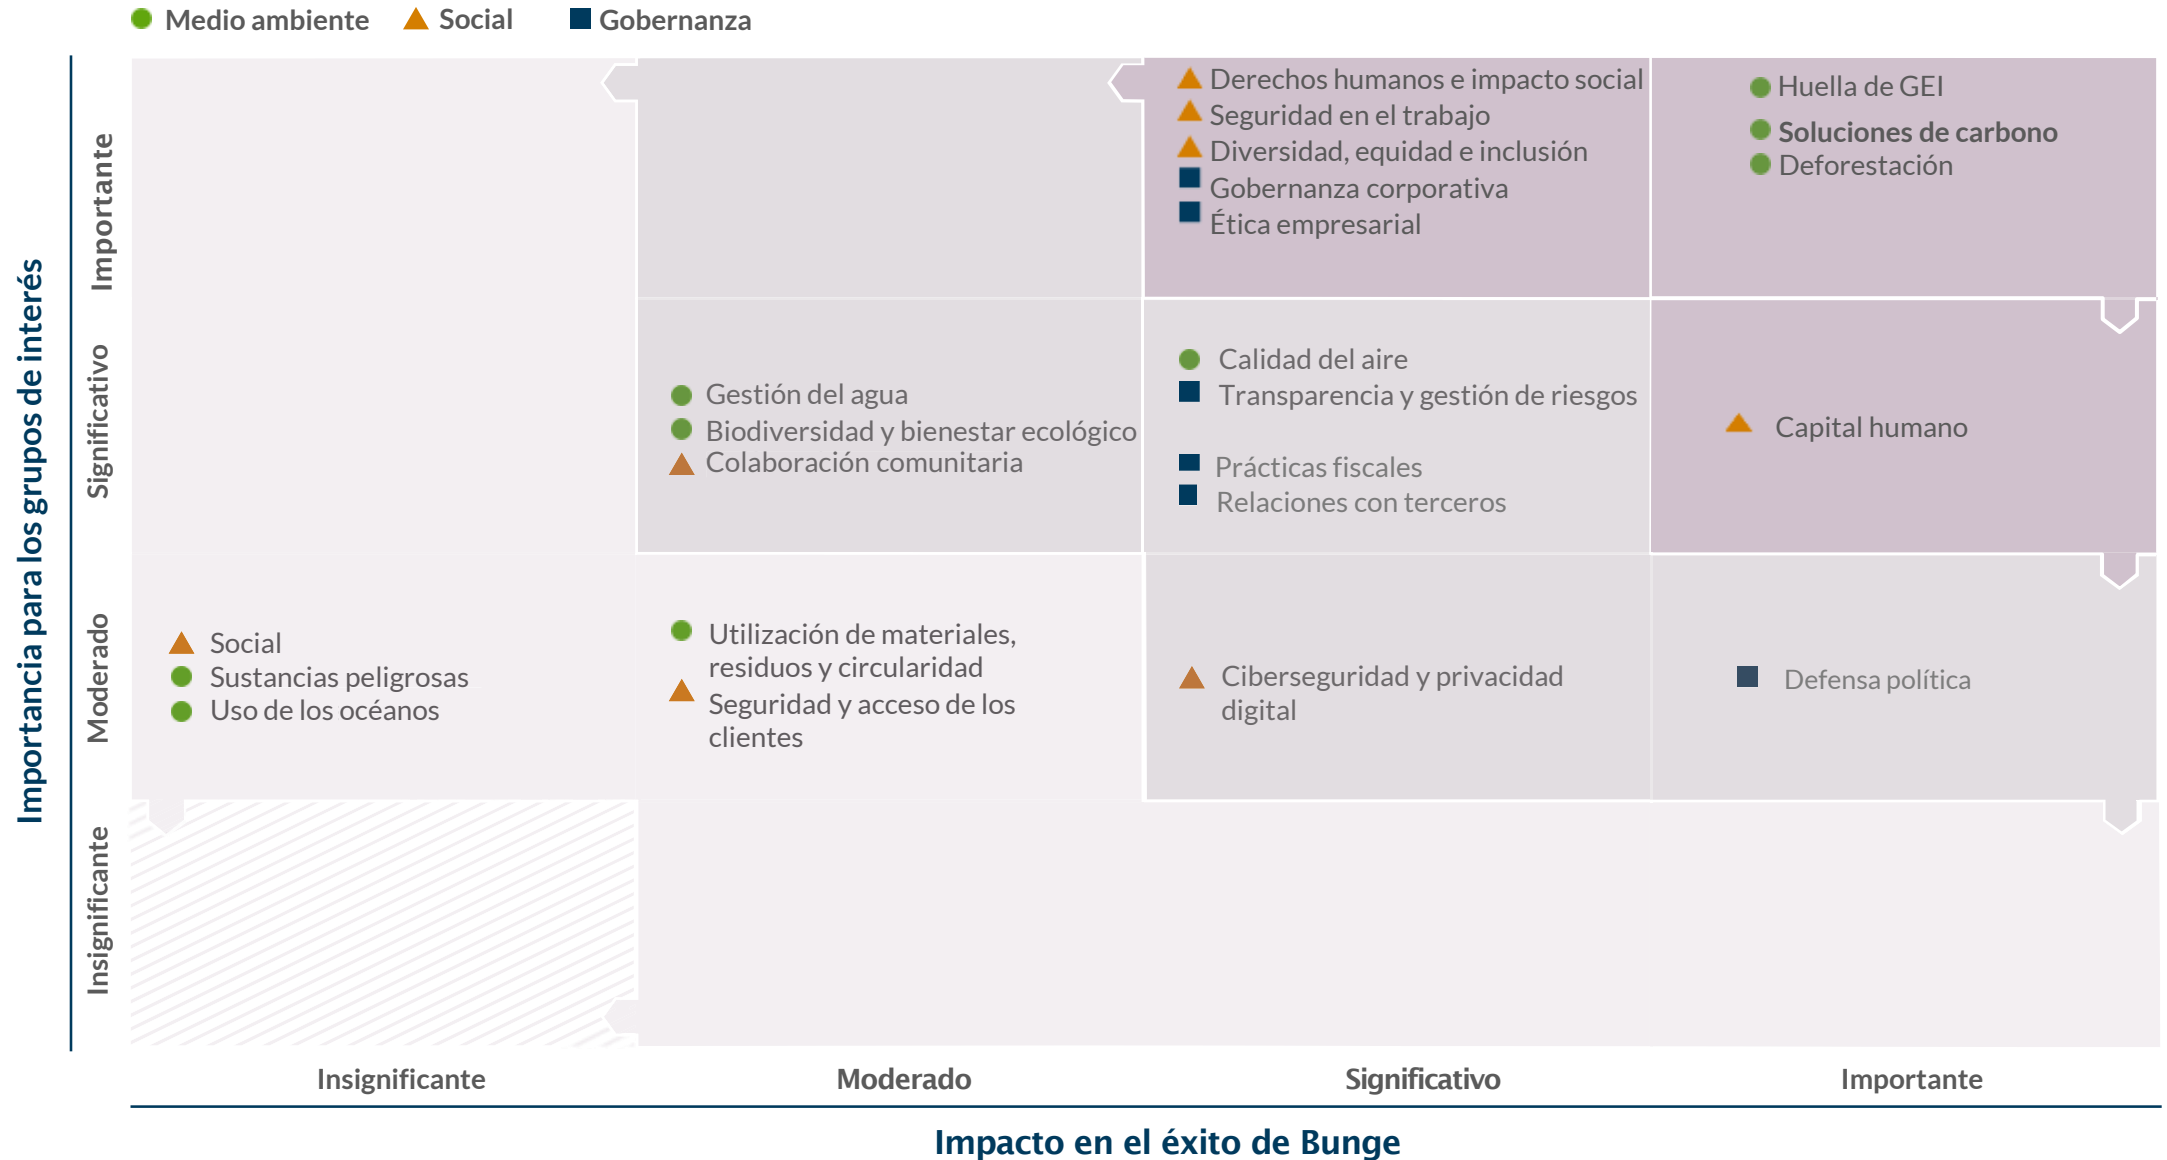 Medio ambiente Social Gobernanza
Importancia para los grupos de interés
Importante
Derechos humanos e impacto social
Seguridad en el trabajo
Diversidad, equidad e inclusión
Gobernanza corporativa
Ética empresarial
Huella de GEI
Soluciones de carbono
Deforestación
Significativo
Gestión del agua
Biodiversidad y bienestar ecológico
Colaboración comunitaria
Calidad del aire
Transparencia y gestión de riesgos
Prácticas fiscales
Relaciones con terceros
Capital humano
Moderado
Social
Sustancias peligrosas
Uso de los océanos
Utilización de materiales,
residuos y circularidad
Seguridad y acceso de los
clientes
Ciberseguridad y privacidad
digital
Defensa política
Insignificante
Insignificante Moderado Significativo Importante
Impacto en el éxito de Bunge